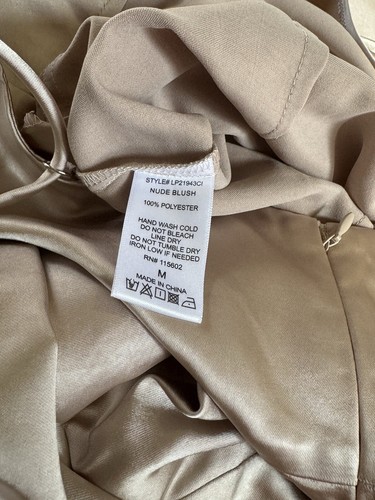 STYLE# LP21943CI
NUDE BLUSH
100% POLYESTER
HAND WASH COLD
DO NOT BLEACH
LINE DRY
DO NOT TUMBLE DRY
IRON LOW IF NEEDED
RN# 115602
M
MADE IN CHINA